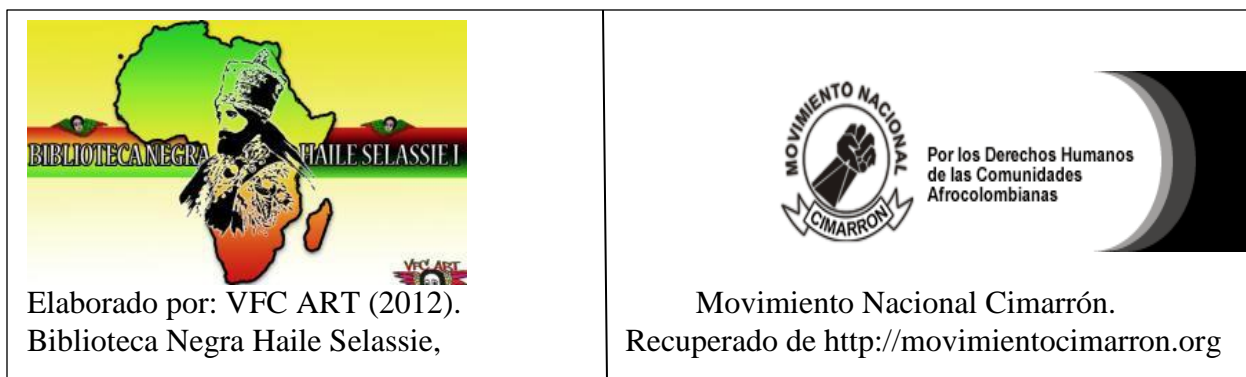 BIBLIOTECA NEGRA HAILE SELASSIE I
VFC ART
Elaborado por: VFC ART (2012).
Biblioteca Negra Haile Selassie,
MOVIMIENTO NACIONAL
CIMARRON
Por los Derechos Humanos
de las Comunidades
Afrocolombianas
Movimiento Nacional Cimarrón.
Recuperado de http://movimientocimarron.org